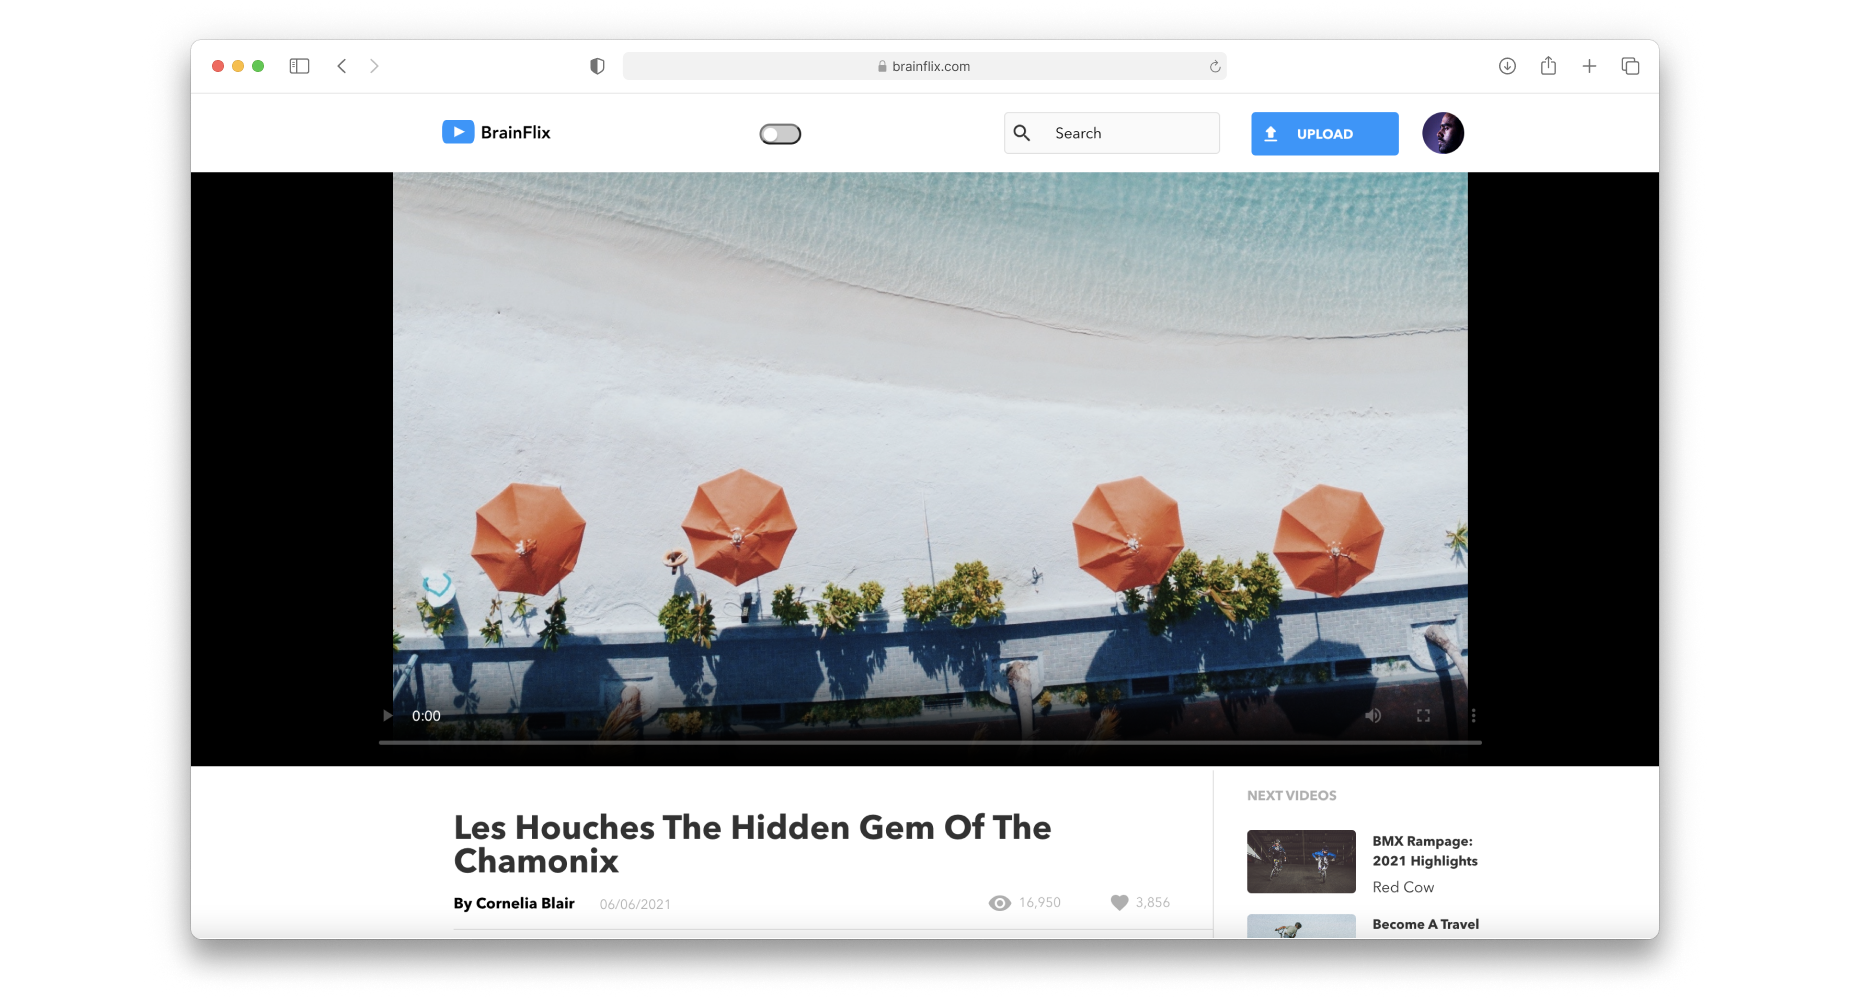 brainflix.com
BrainFlix
Search
UPLOAD
0:00
Les Houches The Hidden Gem Of The
Chamonix
By Cornelia Blair 06/06/2021 16,950 3,856
NEXT VIDEOS
BMX Rampage:
2021 Highlights
Red Cow
Become A Travel